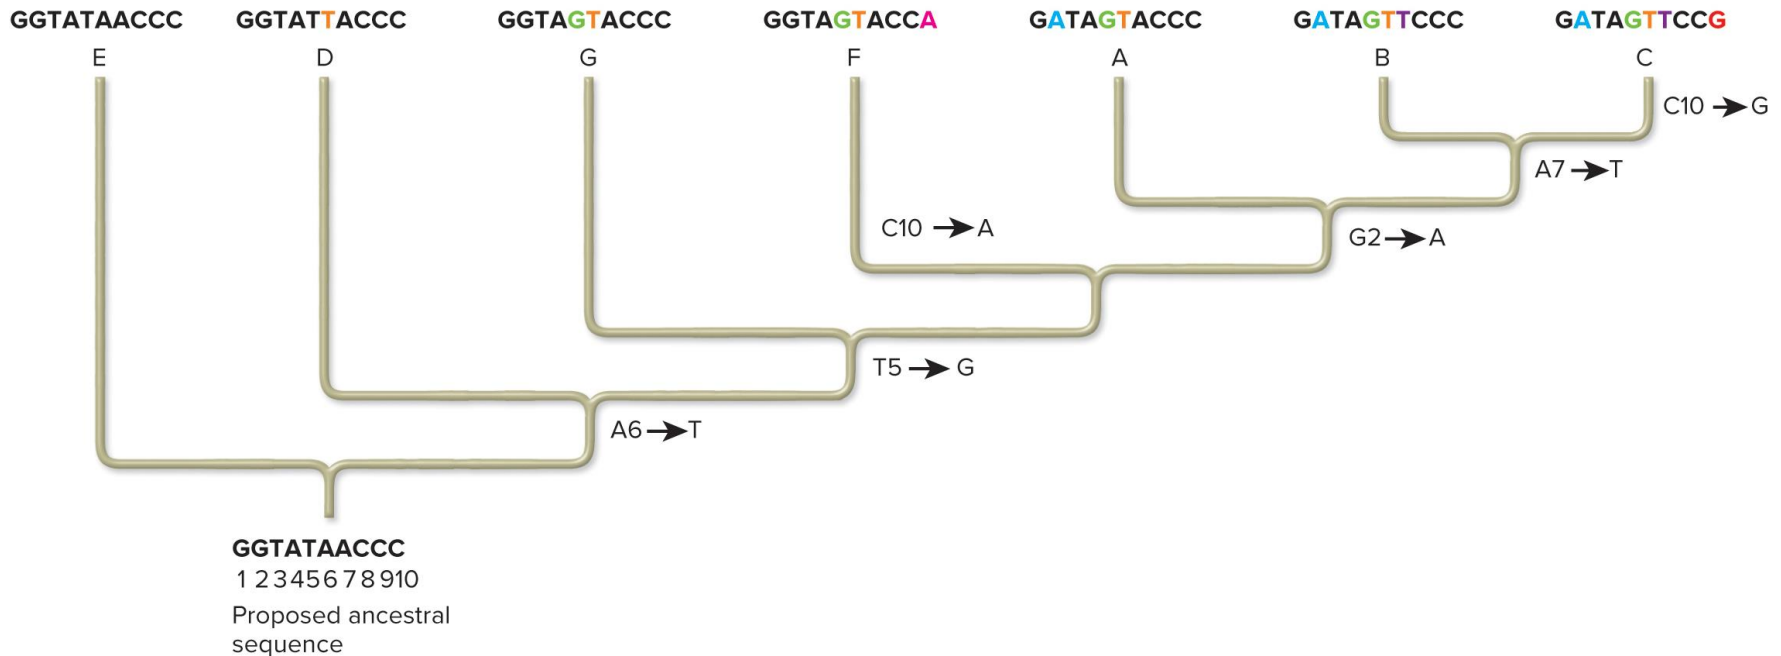 GGTATAACCC GGTATTACCC GGTAGTACCC GGTAGTACCA GATAGTACCC GATAGTTCCC GATAGTTCCG
E D G F A B C
C10 → G
A7 → T
C10 → A
G2 → A
T5 → G
A6 → T
GGTATAACCC
1 2 3 4 5 6 7 8 9 10
Proposed ancestral
sequence